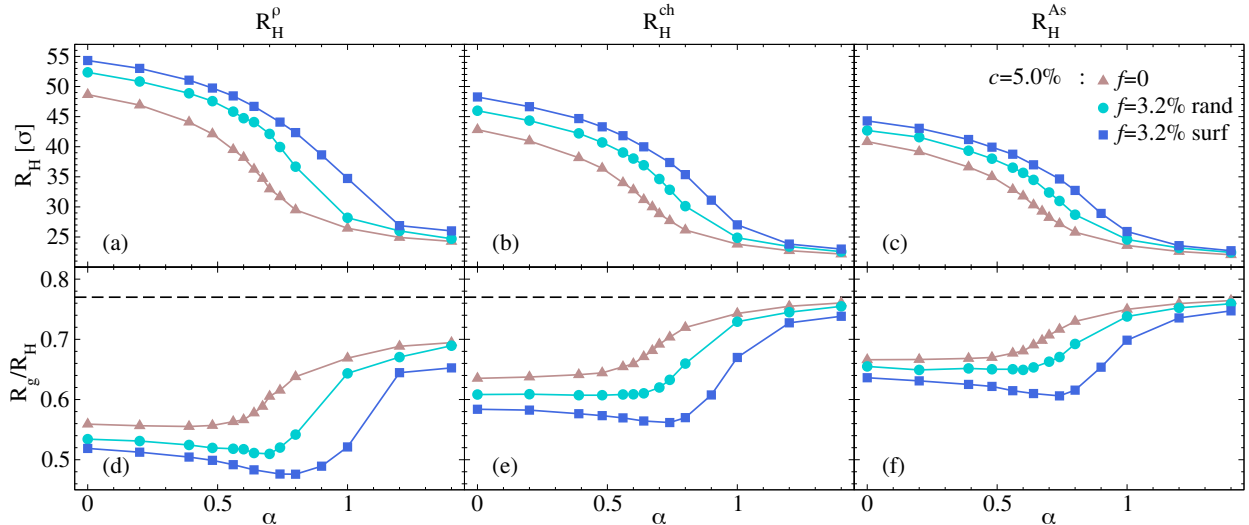 R_H^ρ R_H^ch R_H^As
55
50
45
40
35
30
25
R_H [σ]
c=5.0% : f=0
f=3.2% rand
f=3.2% surf
(a) (b) (c)
0.8
0.7
0.6
0.5
R_g/R_H
(d) (e) (f)
0 0.5 1 0 0.5 1 0 0.5 1
α α α